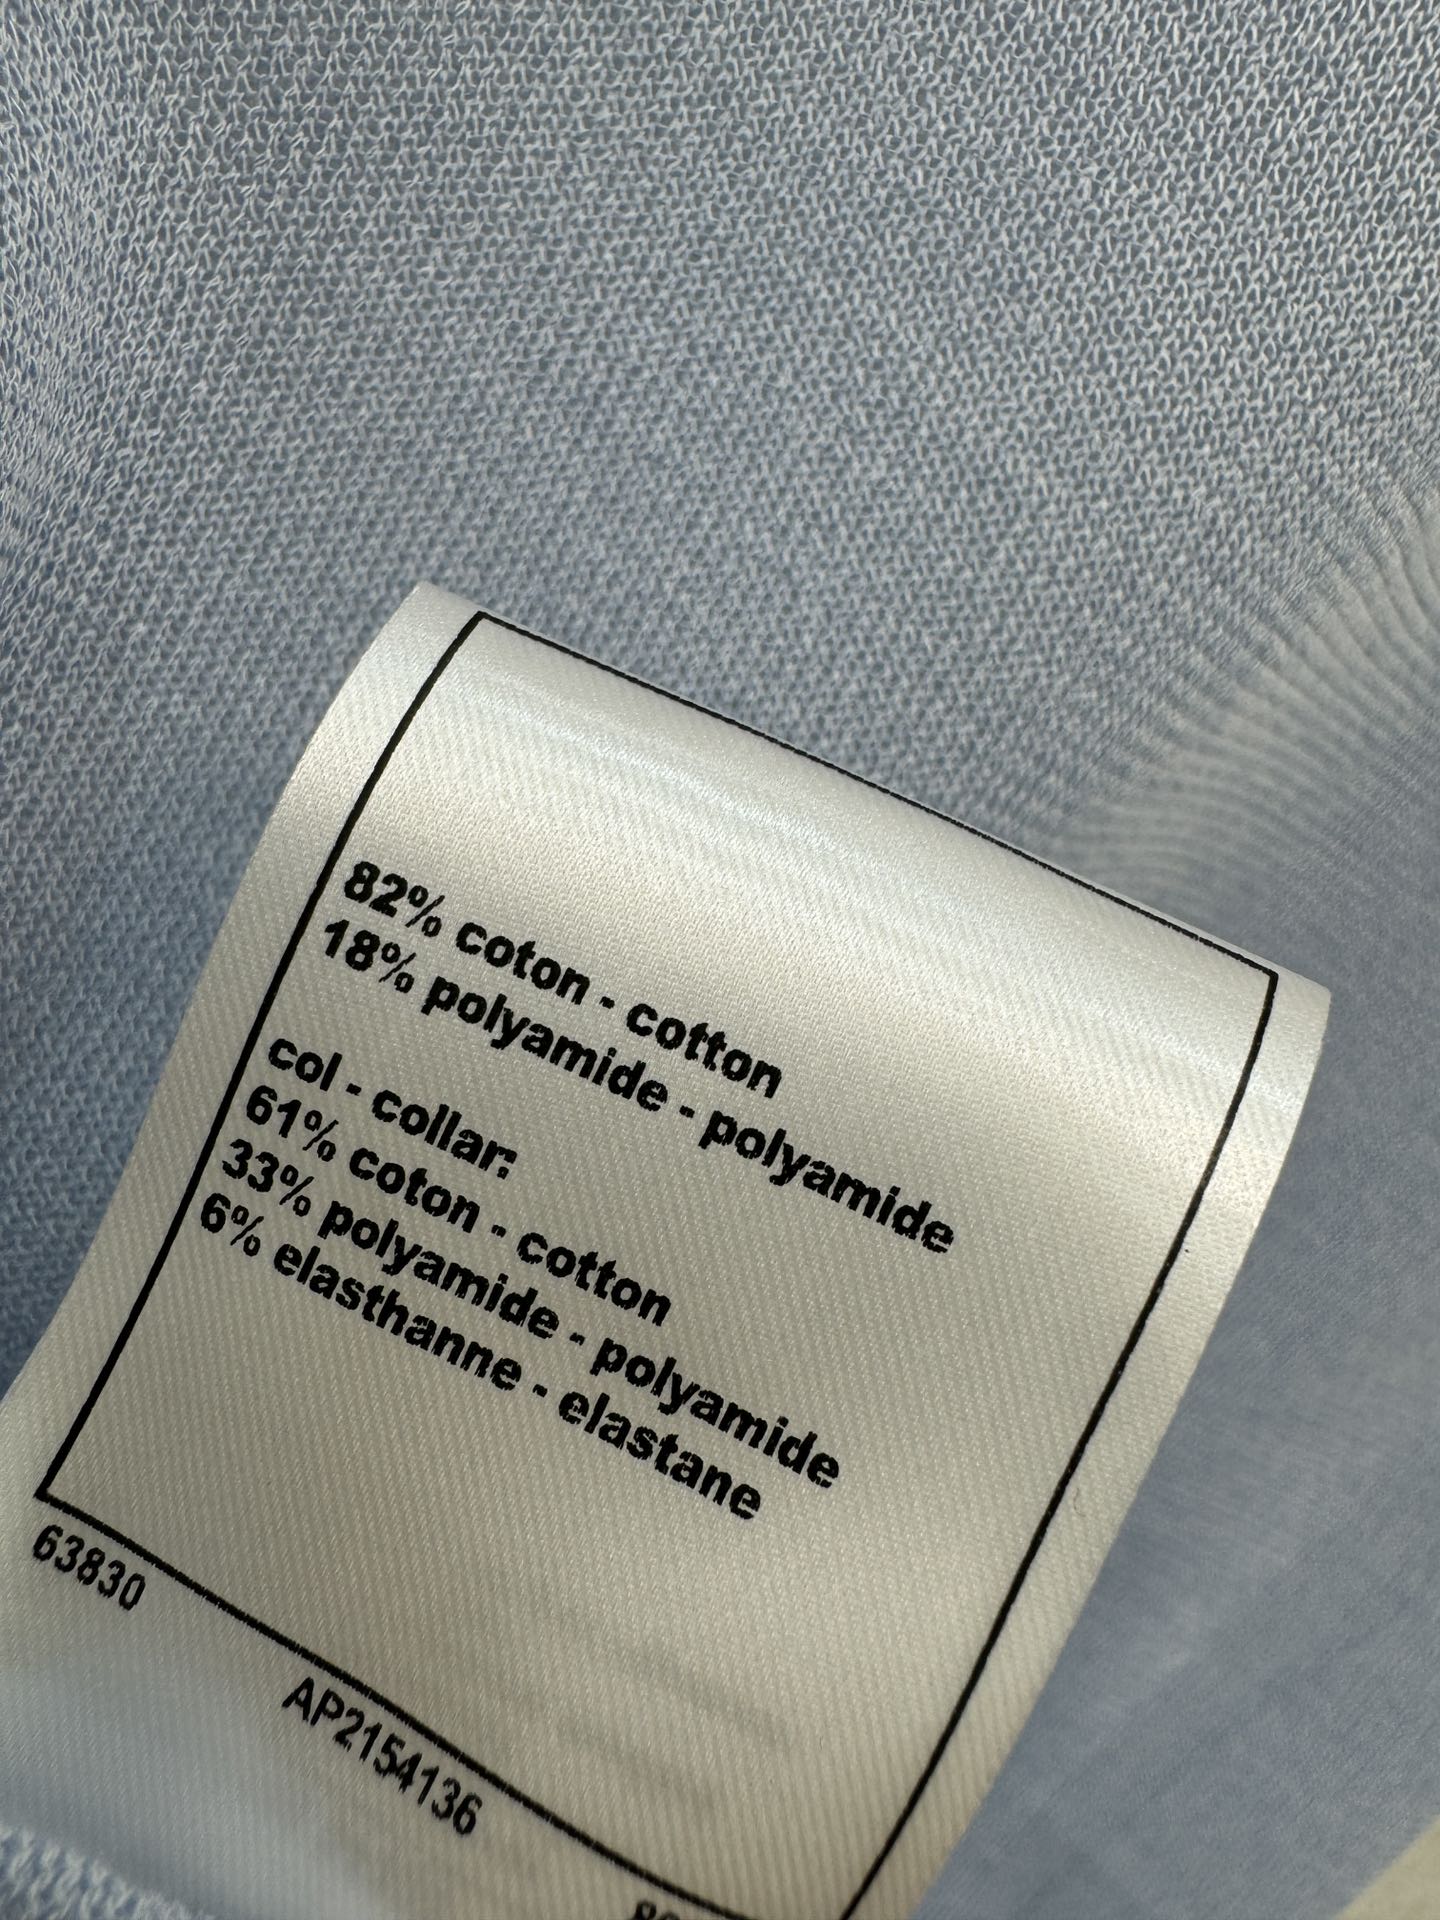 82% coton - cotton
18% polyamide - polyamide
col - collar:
61% coton - cotton
33% polyamide - polyamide
6% elasthanne - elastane
63830
AP2154136